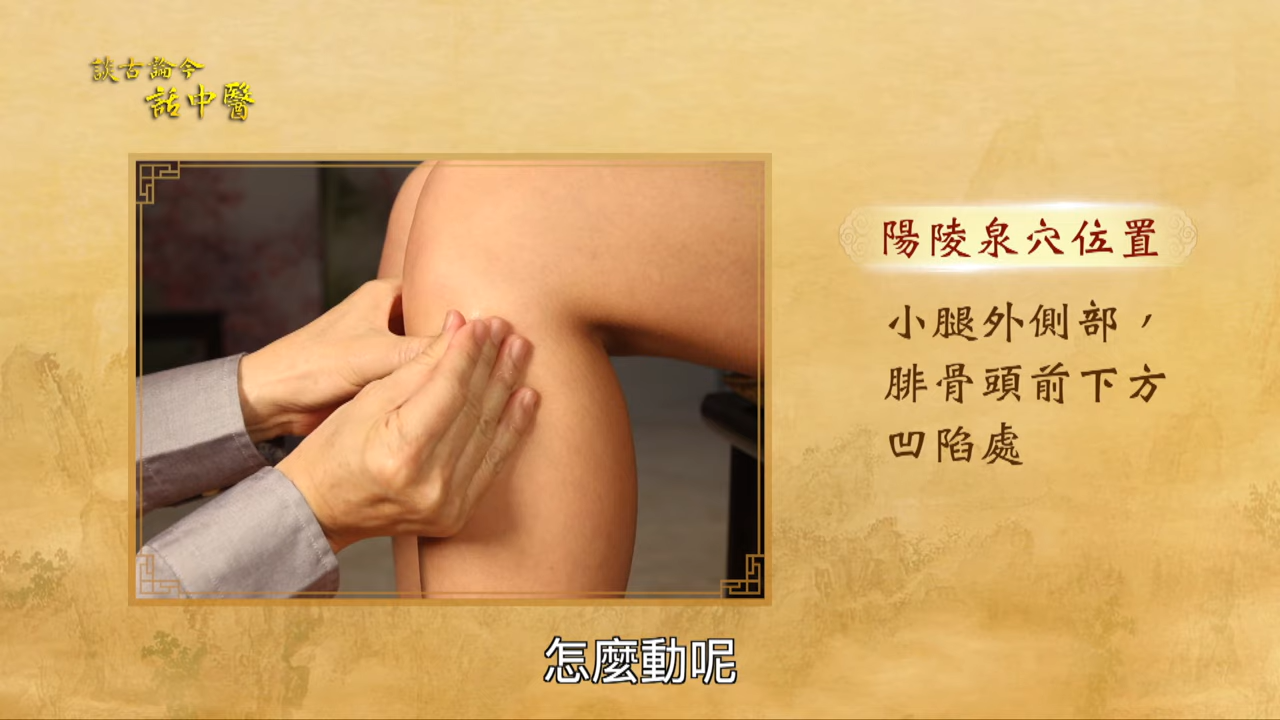 談古論今
話中醫
陽陵泉穴位置
小腿外側部，
腓骨頭前下方
凹陷處
怎麼動呢